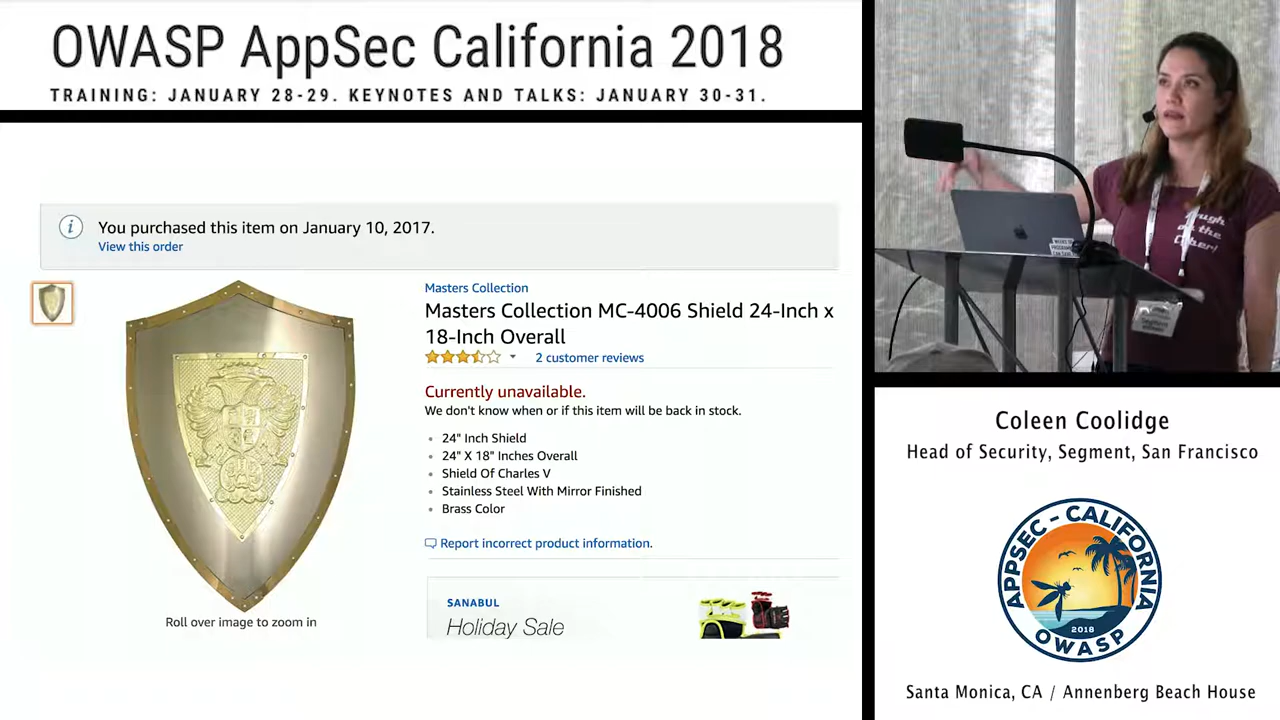 OWASP AppSec California 2018
TRAINING: JANUARY 28-29. KEYNOTES AND TALKS: JANUARY 30-31.
You purchased this item on January 10, 2017.
View this order
Masters Collection
Masters Collection MC-4006 Shield 24-Inch x
18-Inch Overall
2 customer reviews
Currently unavailable.
We don't know when or if this item will be back in stock.
24" Inch Shield
24" X 18" Inches Overall
Shield Of Charles V
Stainless Steel With Mirror Finished
Brass Color
Report incorrect product information.
SANABUL
Holiday Sale
Roll over image to zoom in
on the
Cyber!
Coleen Coolidge
Head of Security, Segment, San Francisco
APPSEC - CALIFORNIA
2018
OWASP
Santa Monica, CA / Annenberg Beach House